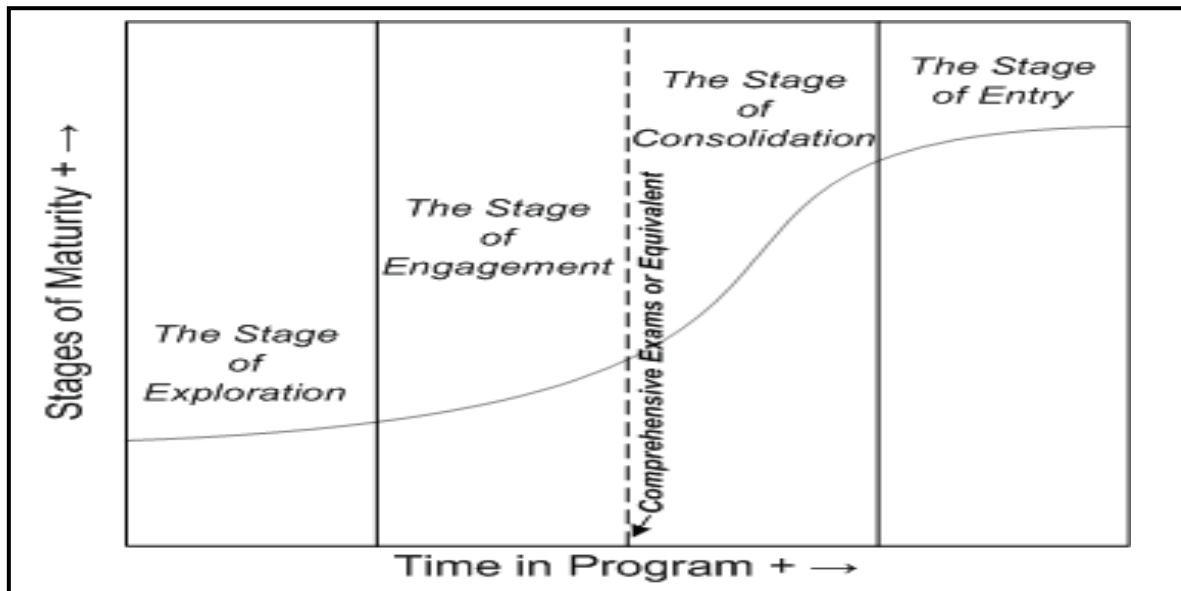 Stages of Maturity + →
The Stage
of
Exploration
The Stage
of
Engagement
Comprehensive Exams or Equivalent
The Stage
of
Consolidation
The Stage
of Entry
Time in Program + →